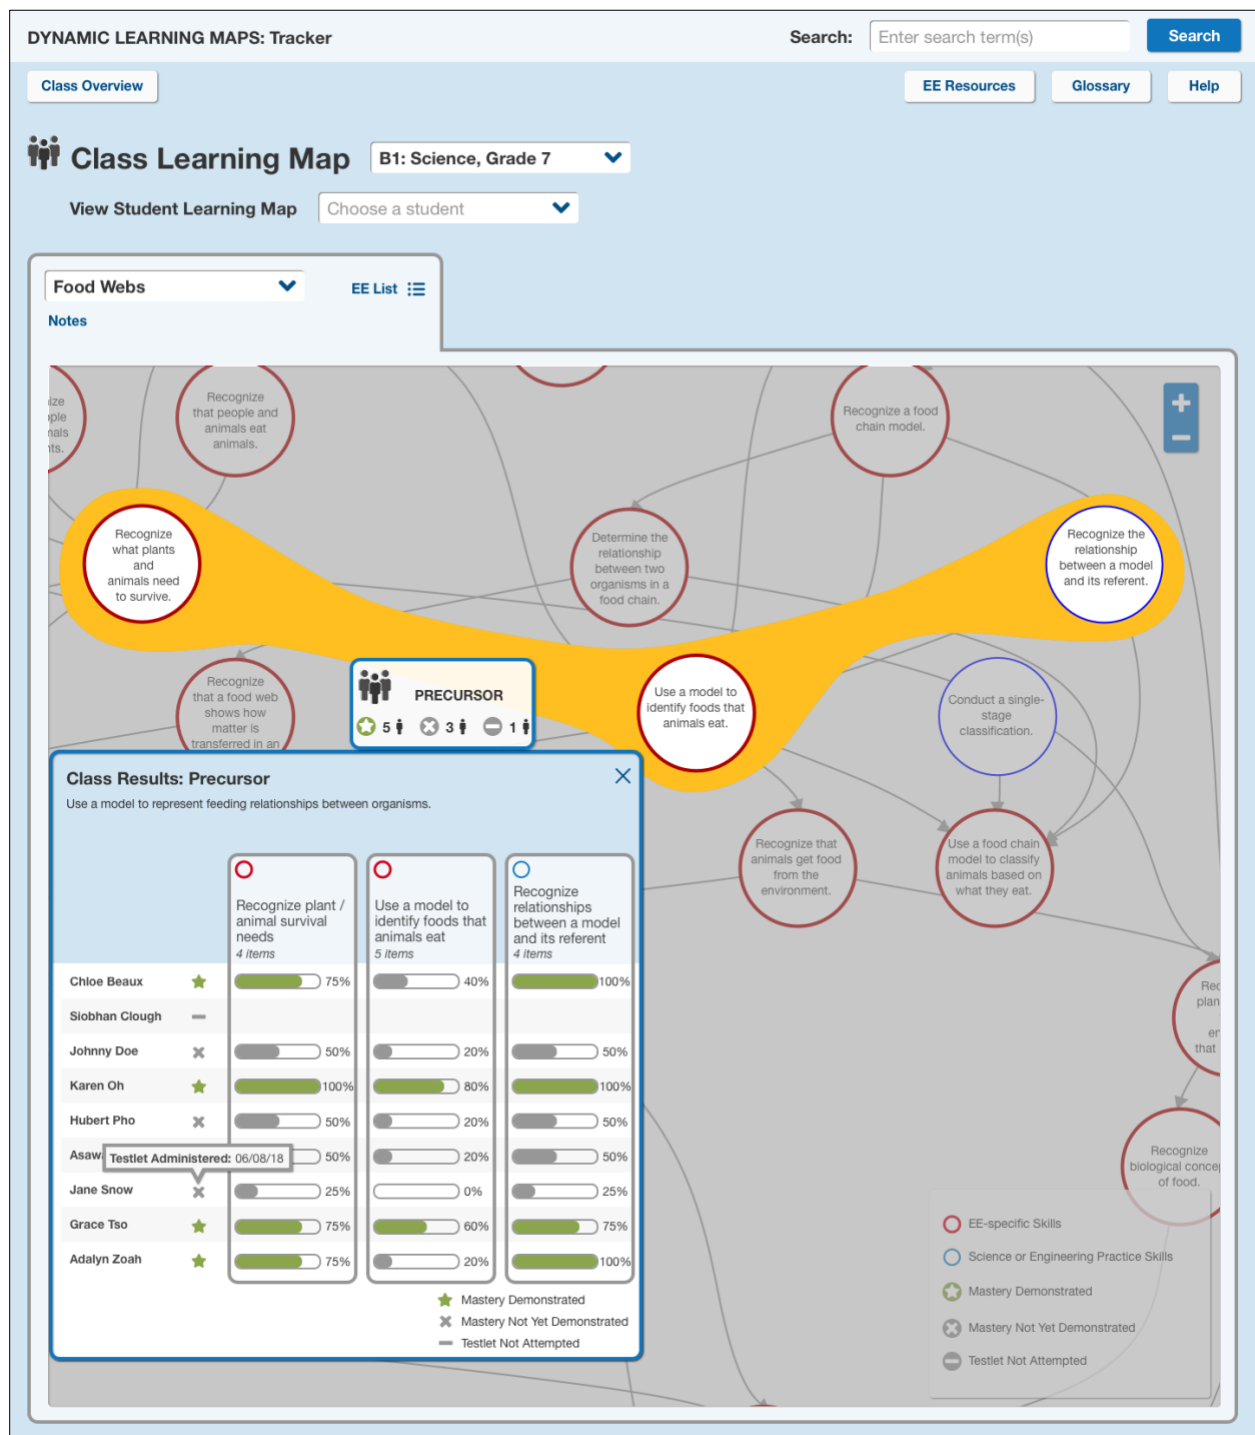 DYNAMIC LEARNING MAPS: Tracker
Search:
Enter search term(s)
Search
Class Overview
EE Resources
Glossary
Help
Class Learning Map
B1: Science, Grade 7
View Student Learning Map
Choose a student
Food Webs
EE List
Notes
Recognize
that people and
animals eat
animals.
Recognize a food
chain model.
+
−
Recognize
what plants
and
animals need
to survive.
Determine the
relationship
between two
organisms in a
food chain.
Recognize the
relationship
between a model
and its referent.
Recognize
that a food web
shows how
matter is
transferred in an
PRECURSOR
5
3
1
Use a model to
identify foods that
animals eat.
Conduct a single-
stage
classification.
Recognize that
animals get food
from the
environment.
Use a food chain
model to classify
animals based on
what they eat.
Class Results: Precursor
Use a model to represent feeding relationships between organisms.
Recognize plant /
animal survival
needs
4 items
Use a model to
identify foods that
animals eat
5 items
Recognize
relationships
between a model
and its referent
4 items
Chloe Beaux 75% 40% 100%
Siobhan Clough
Johnny Doe 50% 20% 50%
Karen Oh 100% 80% 100%
Hubert Pho 50% 20% 50%
Asaw 50% 20% 50%
Testlet Administered: 06/08/18
Jane Snow 25% 0% 25%
Grace Tso 75% 60% 75%
Adalyn Zoah 75% 20% 100%
Mastery Demonstrated
Mastery Not Yet Demonstrated
Testlet Not Attempted
plan
en
that
Recognize
biological conce
of food.
EE-specific Skills
Science or Engineering Practice Skills
Mastery Demonstrated
Mastery Not Yet Demonstrated
Testlet Not Attempted